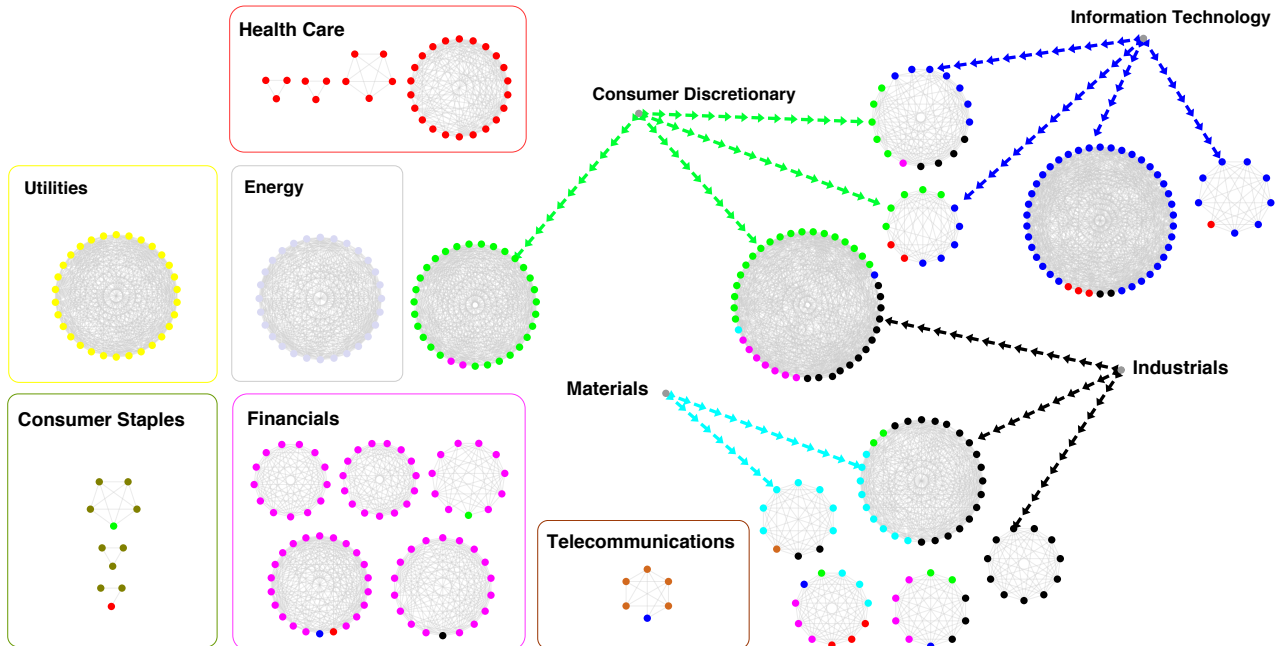 Health Care
Information Technology
Consumer Discretionary
Utilities
Energy
Materials
Industrials
Consumer Staples
Financials
Telecommunications